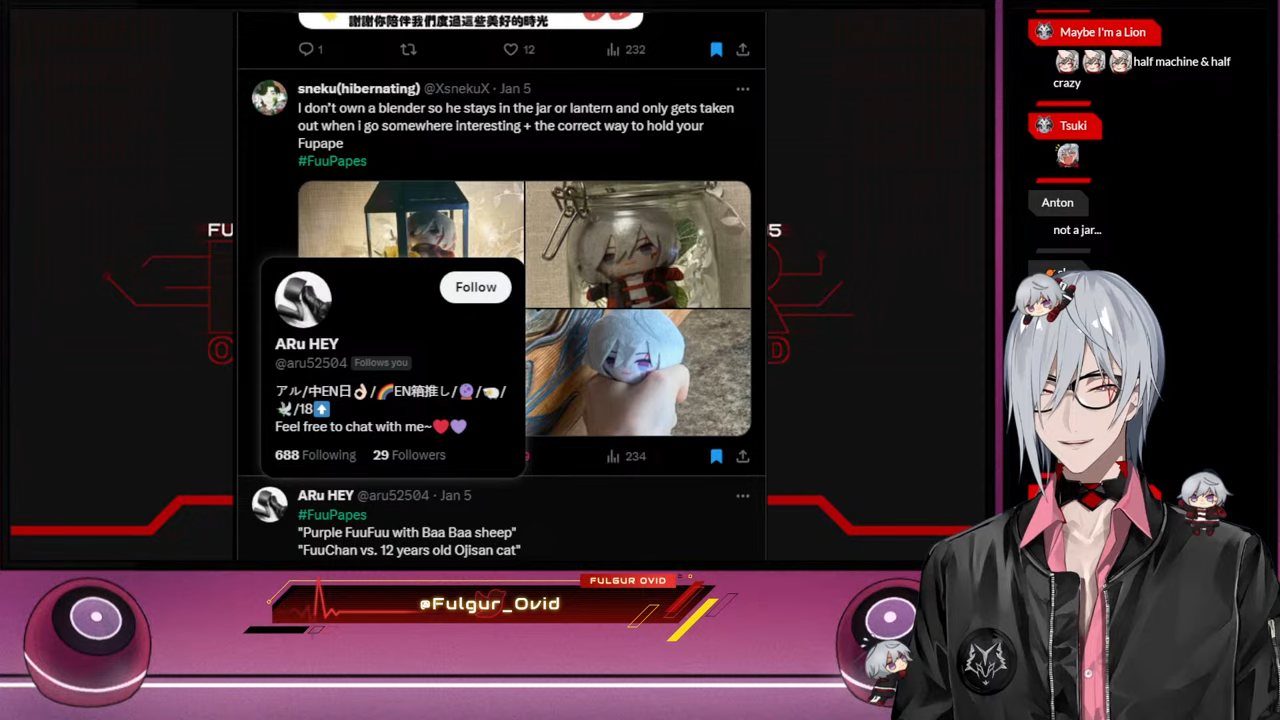 謝謝你陪伴我們度過這些美好的時光
1
12
232
sneku(hibernating) @XsnekuX · Jan 5
I don't own a blender so he stays in the jar or lantern and only gets taken
out when i go somewhere interesting + the correct way to hold your
Fupape
#FuuPapes
FU
5
Follow
ARu HEY
@aru52504 Follows you
アル/中EN日👌🏻/🌈EN箱推し/🔮/🍳/
🕊/18⬆️
Feel free to chat with me~❤️💜
688 Following 29 Followers
234
ARu HEY @aru52504 · Jan 5
#FuuPapes
"Purple FuuFuu with Baa Baa sheep"
"FuuChan vs. 12 years old Ojisan cat"
FULGUR OVID
@Fulgur_Ovid
Maybe I'm a Lion
half machine & half
crazy
Tsuki
Anton
not a jar...